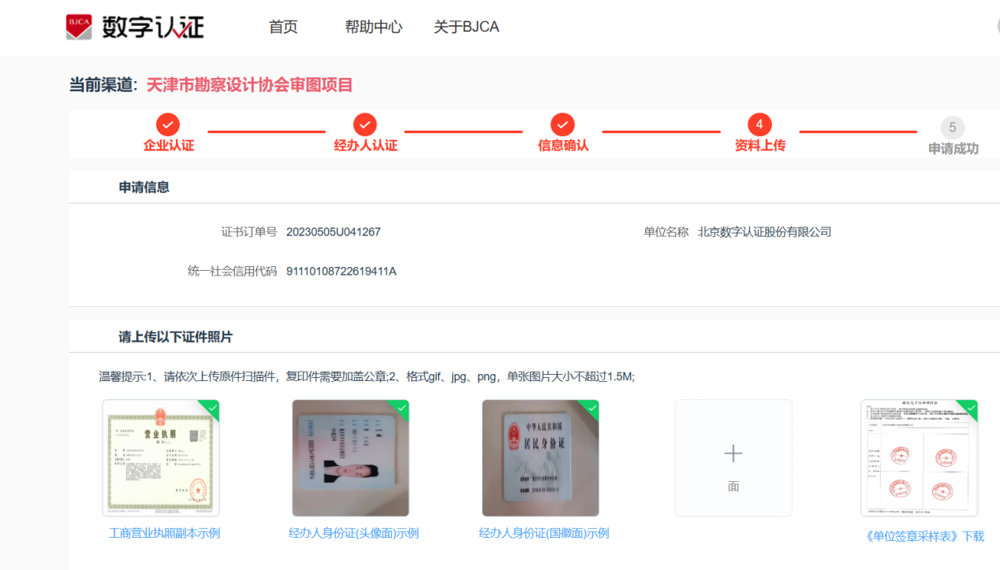 BJCA 数字认证 首页 帮助中心 关于BJCA
当前渠道：天津市勘察设计协会审图项目
4 5
企业认证 经办人认证 信息确认 资料上传 申请成功
申请信息
证书订单号 20230505U041267 单位名称 北京数字认证股份有限公司
统一社会信用代码 91110108722619411A
请上传以下证件照片
温馨提示:1、请依次上传原件扫描件，复印件需要加盖公章;2、格式gif、jpg、png，单张图片大小不超过1.5M;
营业执照
中华人民共和国
居民身份证
面
工商营业执照副本示例 经办人身份证(头像面)示例 经办人身份证(国徽面)示例 《单位签章采样表》下载